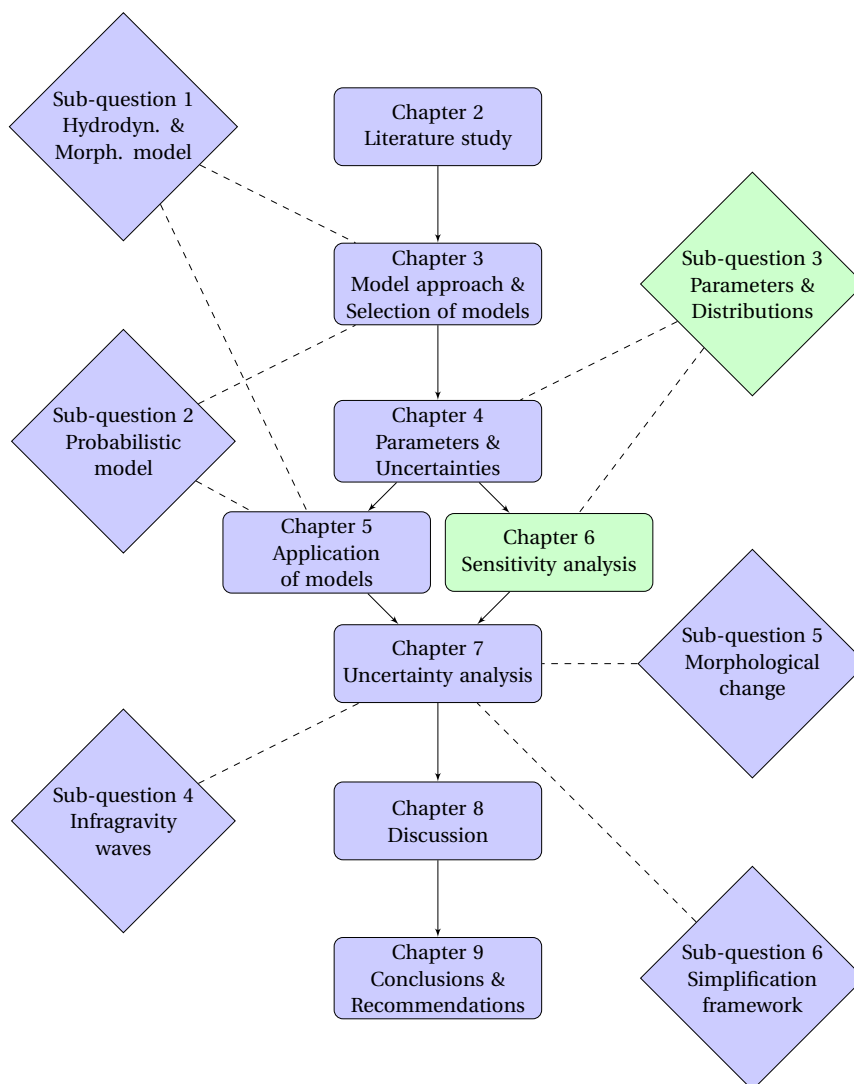 Sub-question 1
Hydrodyn. &
Morph. model
Chapter 2
Literature study
Chapter 3
Model approach &
Selection of models
Sub-question 3
Parameters &
Distributions
Sub-question 2
Probabilistic
model
Chapter 4
Parameters &
Uncertainties
Chapter 5
Application
of models
Chapter 6
Sensitivity analysis
Chapter 7
Uncertainty analysis
Sub-question 5
Morphological
change
Sub-question 4
Infragravity
waves
Chapter 8
Discussion
Chapter 9
Conclusions &
Recommendations
Sub-question 6
Simplification
framework